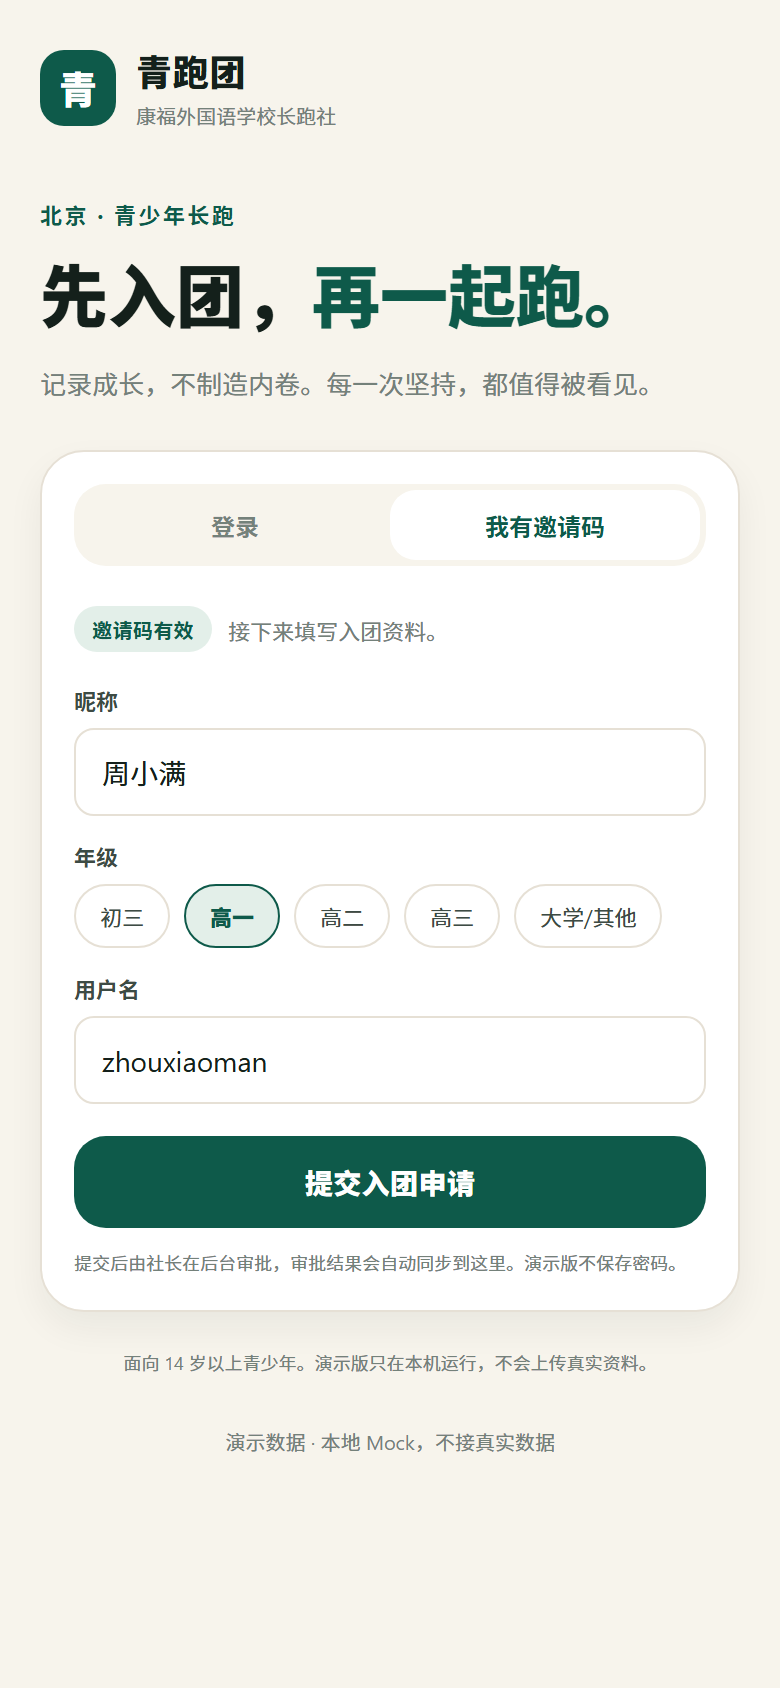 青
青跑团
康福外国语学校长跑社
北京 · 青少年长跑
先入团，再一起跑。
记录成长，不制造内卷。每一次坚持，都值得被看见。
登录
我有邀请码
邀请码有效
接下来填写入团资料。
昵称
周小满
年级
初三
高一
高二
高三
大学/其他
用户名
zhouxiaoman
提交入团申请
提交后由社长在后台审批，审批结果会自动同步到这里。演示版不保存密码。
面向 14 岁以上青少年。演示版只在本机运行，不会上传真实资料。
演示数据 · 本地 Mock，不接真实数据